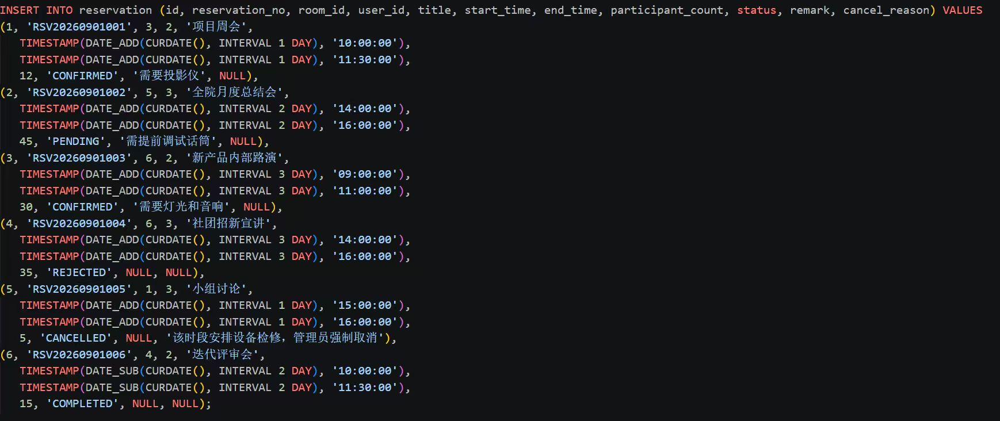 INSERT INTO reservation (id, reservation_no, room_id, user_id, title, start_time, end_time, participant_count, status, remark, cancel_reason) VALUES
(1, 'RSV20260901001', 3, 2, '项目周会',
   TIMESTAMP(DATE_ADD(CURDATE(), INTERVAL 1 DAY), '10:00:00'),
   TIMESTAMP(DATE_ADD(CURDATE(), INTERVAL 1 DAY), '11:30:00'),
   12, 'CONFIRMED', '需要投影仪', NULL),
(2, 'RSV20260901002', 5, 3, '全院月度总结会',
   TIMESTAMP(DATE_ADD(CURDATE(), INTERVAL 2 DAY), '14:00:00'),
   TIMESTAMP(DATE_ADD(CURDATE(), INTERVAL 2 DAY), '16:00:00'),
   45, 'PENDING', '需提前调试话筒', NULL),
(3, 'RSV20260901003', 6, 2, '新产品内部路演',
   TIMESTAMP(DATE_ADD(CURDATE(), INTERVAL 3 DAY), '09:00:00'),
   TIMESTAMP(DATE_ADD(CURDATE(), INTERVAL 3 DAY), '11:00:00'),
   30, 'CONFIRMED', '需要灯光和音响', NULL),
(4, 'RSV20260901004', 6, 3, '社团招新宣讲',
   TIMESTAMP(DATE_ADD(CURDATE(), INTERVAL 3 DAY), '14:00:00'),
   TIMESTAMP(DATE_ADD(CURDATE(), INTERVAL 3 DAY), '16:00:00'),
   35, 'REJECTED', NULL, NULL),
(5, 'RSV20260901005', 1, 3, '小组讨论',
   TIMESTAMP(DATE_ADD(CURDATE(), INTERVAL 1 DAY), '15:00:00'),
   TIMESTAMP(DATE_ADD(CURDATE(), INTERVAL 1 DAY), '16:00:00'),
   5, 'CANCELLED', NULL, '该时段安排设备检修，管理员强制取消'),
(6, 'RSV20260901006', 4, 2, '迭代评审会',
   TIMESTAMP(DATE_SUB(CURDATE(), INTERVAL 2 DAY), '10:00:00'),
   TIMESTAMP(DATE_SUB(CURDATE(), INTERVAL 2 DAY), '11:30:00'),
   15, 'COMPLETED', NULL, NULL);